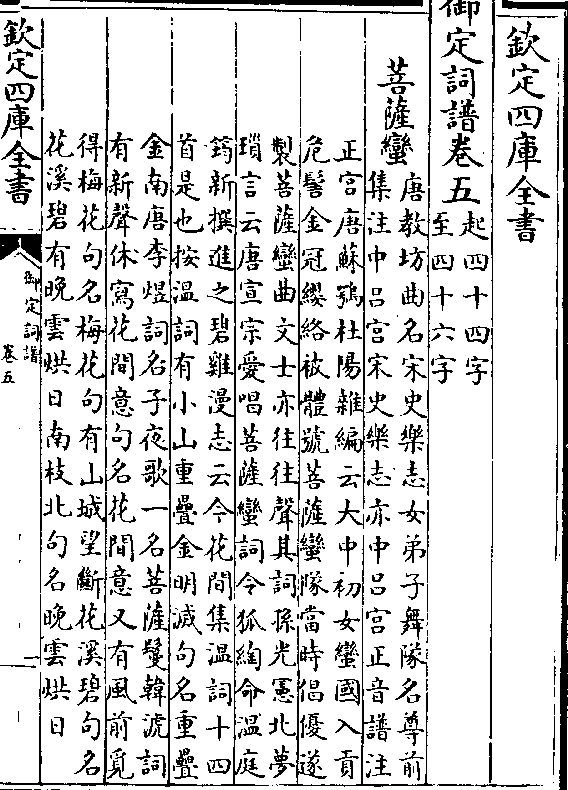 欽定四庫全書
御定詞譜卷五
起四十四字
至四十六字
菩薩蠻
唐教坊曲名宋史樂志女弟子舞隊名尊前
集注中呂宮宋史樂志亦中呂宮正音譜注
正宮唐蘇鶚杜陽雜編云大中初女蠻國入貢
危髻金冠纓絡被體號菩薩蠻隊當時倡優遂
製菩薩蠻曲文士亦往往聲其詞孫光憲北夢
瑣言云唐宣宗愛唱菩薩蠻詞令狐綯命温庭
筠新撰進之碧雞漫志云今花間集温詞十四
首是也按温詞有小山重疊金明滅句名重疊
金南唐李煜詞名子夜歌一名菩薩鬘韓淲詞
有新聲休寫花間意句名花間意又有風前覓
得梅花句名梅花句有山城望斷花溪碧句名
花溪碧有晚雲烘日南枝北句名晚雲烘日
欽定四庫全書
御定詞譜
卷五
一